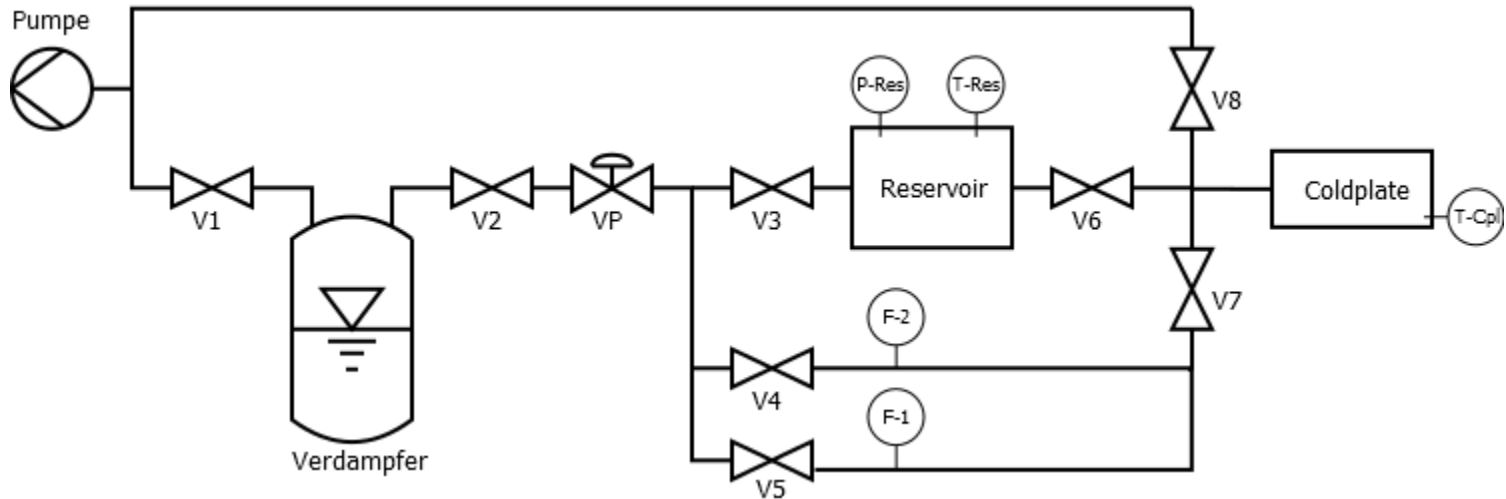 Pumpe
P-Res
T-Res
V8
Reservoir
Coldplate
T-Cpl
V1
V2
VP
V3
V6
V7
F-2
V4
F-1
Verdampfer
V5